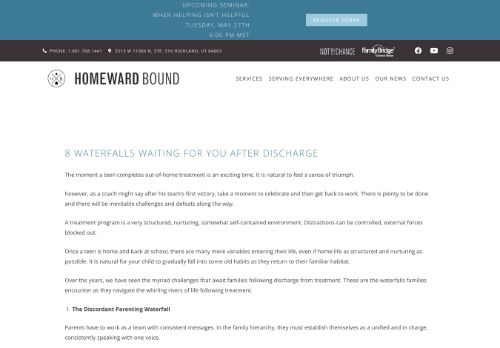 UPCOMING SEMINAR:
WHEN HELPING ISN'T HELPFUL
TUESDAY, MAY 27TH
6:00 PM MST
REGISTER TODAY
PHONE: 1.801.768.1441
5513 W 11000 N, STE. 316 HIGHLAND, UT 84003
NOT BY CHANCE
FamilyBridge
HOMEWARD BOUND
SERVICES
SERVING EVERYWHERE
ABOUT US
OUR NEWS
CONTACT US
8 WATERFALLS WAITING FOR YOU AFTER DISCHARGE
The moment a teen completes out-of-home treatment is an exciting time. It is natural to feel a sense of triumph.
however, as a coach might say after his team's first victory, take a moment to celebrate and then get back to work. There is plenty to be done
and there will be inevitable challenges and defeats along the way.
A treatment program is a very structured, nurturing, somewhat self-contained environment. Distractions can be controlled, external forces
blocked out.
Once a teen is home and back at school, there are many more variables entering their life, even if home life as structured and nurturing as
possible. It is natural for your child to gradually fall into some old habits as they return to their familiar habitat.
Over the years, we have seen the myriad challenges that await families following discharge from treatment. These are the waterfalls families
encounter as they navigate the whirling rivers of life following treatment.
1. The Discordant Parenting Waterfall
Parents have to work as a team with consistent messages. In the family hierarchy, they must establish themselves as a unified and in charge,
consistently speaking with one voice.